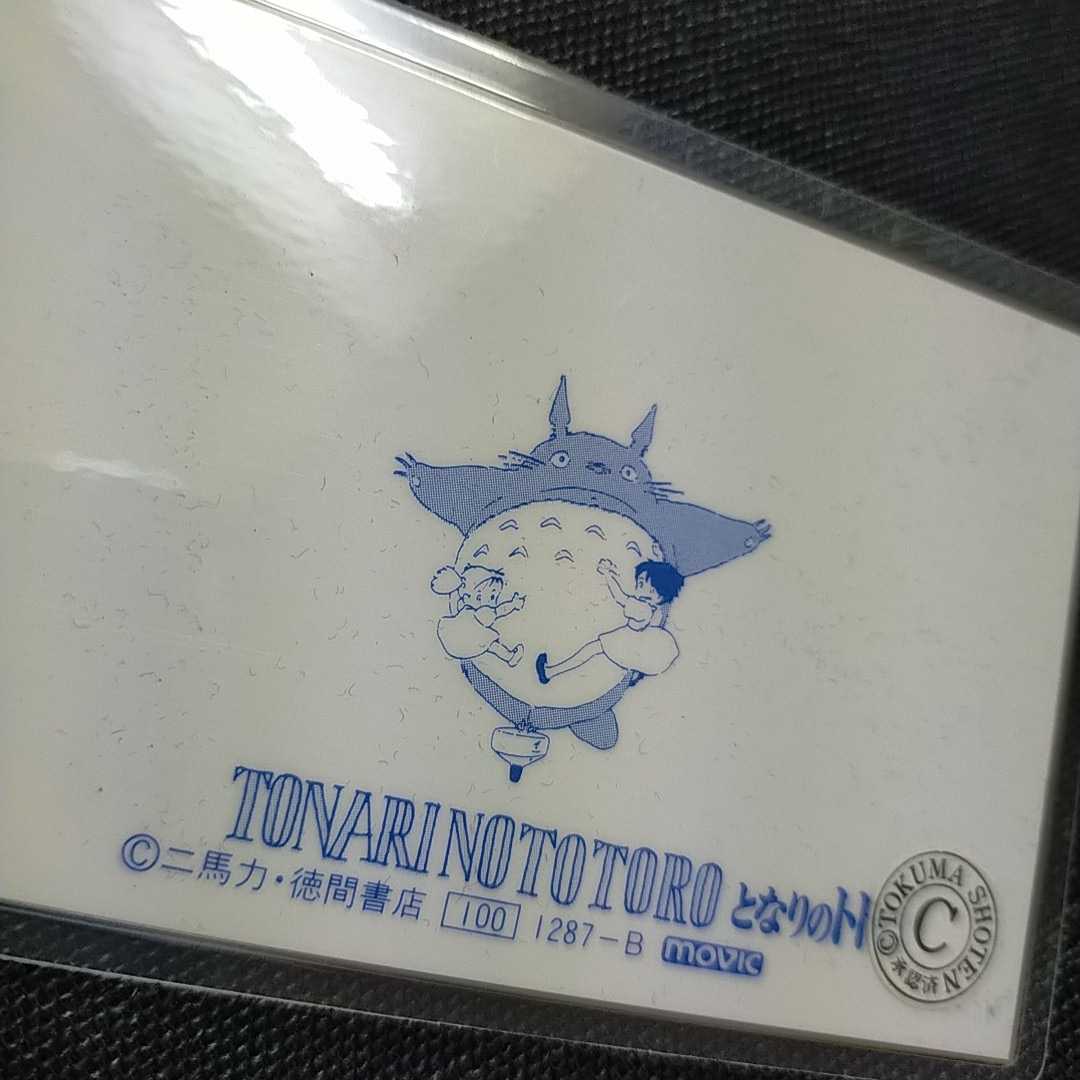 TONARI NO TOTORO となりのト
©二馬力・徳間書店 100 1287-B movic
©TOKUMA SHOTEN
C
承認済